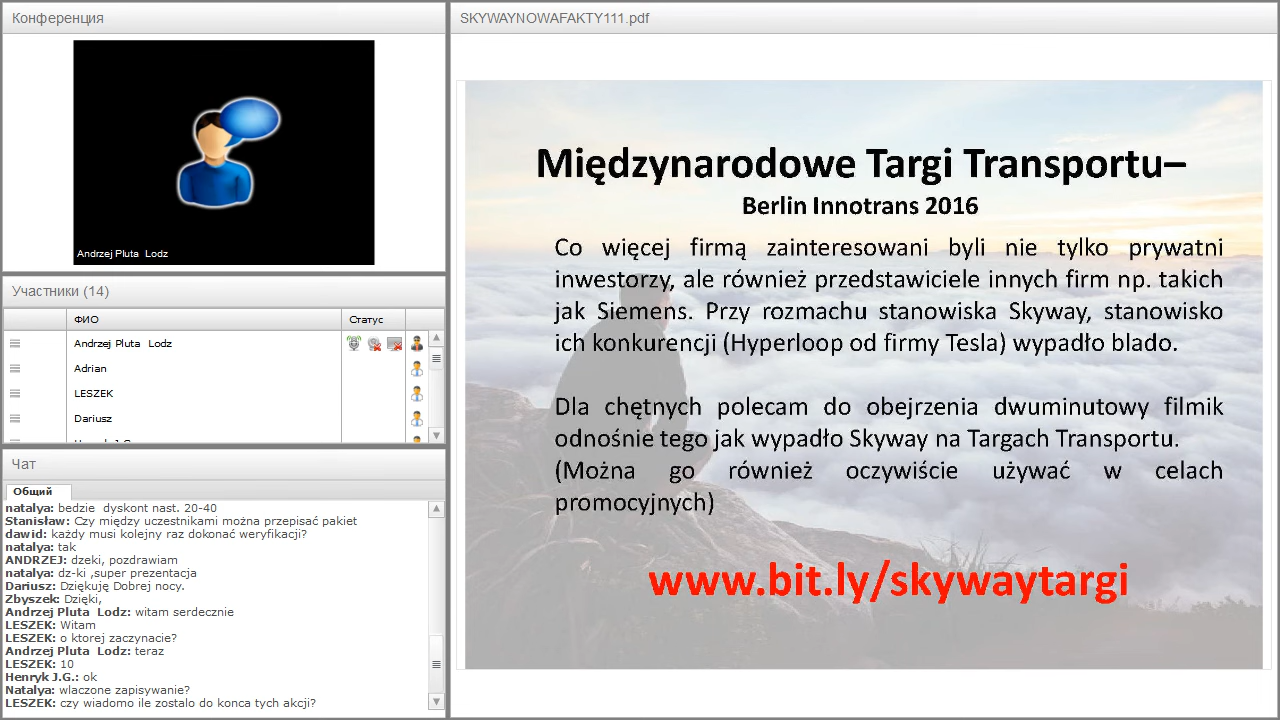 Конференция
Andrzej Pluta Lodz
Участники (14)
ФИО Статус
Andrzej Pluta Lodz
Adrian
LESZEK
Dariusz
Чат
Общий
natalya: bedzie dyskont nast. 20-40
Stanisław: Czy między uczestnikami można przepisać pakiet
dawid: każdy musi kolejny raz dokonać weryfikacji?
natalya: tak
ANDRZEJ: dzeki, pozdrawiam
natalya: dz-ki ,super prezentacja
Dariusz: Dziękuję Dobrej nocy.
Zbyszek: Dzięki,
Andrzej Pluta Lodz: witam serdecznie
LESZEK: Witam
LESZEK: o ktorej zaczynacie?
Andrzej Pluta Lodz: teraz
LESZEK: 10
Henryk J.G.: ok
Natalya: wlaczone zapisywanie?
LESZEK: czy wiadomo ile zostalo do konca tych akcji?
SKYWAYNOWAFAKTY111.pdf
Międzynarodowe Targi Transportu–
Berlin Innotrans 2016
Co więcej firmą zainteresowani byli nie tylko prywatni
inwestorzy, ale również przedstawiciele innych firm np. takich
jak Siemens. Przy rozmachu stanowiska Skyway, stanowisko
ich konkurencji (Hyperloop od firmy Tesla) wypadło blado.
Dla chętnych polecam do obejrzenia dwuminutowy filmik
odnośnie tego jak wypadło Skyway na Targach Transportu.
(Można go również oczywiście używać w celach
promocyjnych)
www.bit.ly/skywaytargi